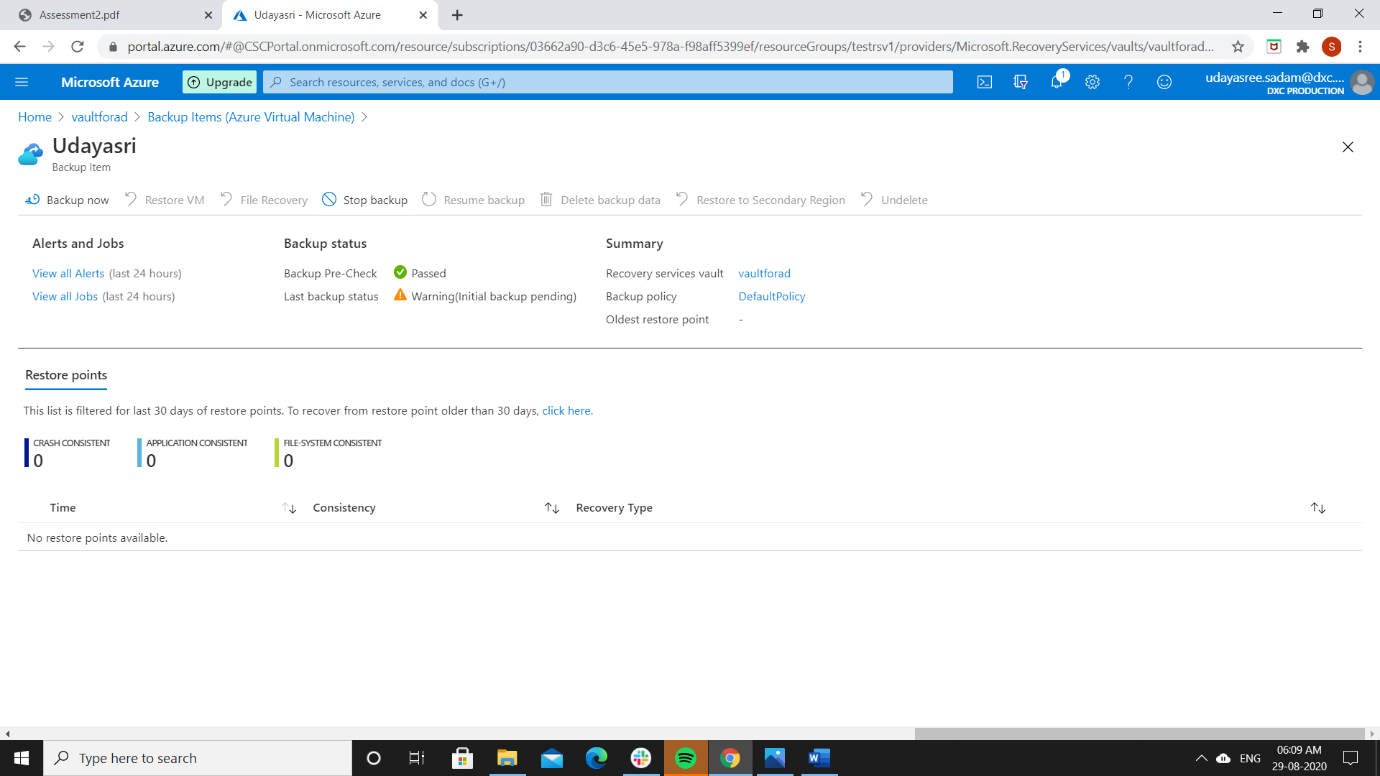 Assessment2.pdf
Udayasri - Microsoft Azure
portal.azure.com/#@CSCPortal.onmicrosoft.com/resource/subscriptions/03662a90-d3c6-45e5-978a-f98aff5399ef/resourceGroups/testrsv1/providers/Microsoft.RecoveryServices/vaults/vaultforad...
S
Microsoft Azure
Upgrade
Search resources, services, and docs (G+/)
1
udayasree.sadam@dxc....
DXC PRODUCTION
Home > vaultforad > Backup Items (Azure Virtual Machine) >
Udayasri
Backup Item
Backup now Restore VM File Recovery Stop backup Resume backup Delete backup data Restore to Secondary Region Undelete
Alerts and Jobs Backup status Summary
View all Alerts (last 24 hours) Backup Pre-Check Passed Recovery services vault vaultforad
View all Jobs (last 24 hours) Last backup status Warning(Initial backup pending) Backup policy DefaultPolicy
Oldest restore point -
Restore points
This list is filtered for last 30 days of restore points. To recover from restore point older than 30 days, click here.
CRASH CONSISTENT APPLICATION CONSISTENT FILE-SYSTEM CONSISTENT
0 0 0
Time Consistency Recovery Type
No restore points available.
Type here to search
ENG
06:09 AM
29-08-2020